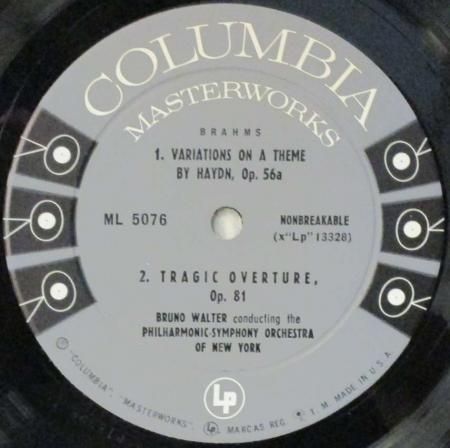 COLUMBIA
MASTERWORKS
BRAHMS
1. VARIATIONS ON A THEME
BY HAYDN, Op. 56a
ML 5076
NONBREAKABLE
(x"Lp"13328)
2. TRAGIC OVERTURE,
Op. 81
BRUNO WALTER conducting the
PHILHARMONIC-SYMPHONY ORCHESTRA
OF NEW YORK
Lp
"COLUMBIA", "MASTERWORKS", MARCAS REG. T. M. MADE IN U.S.A.